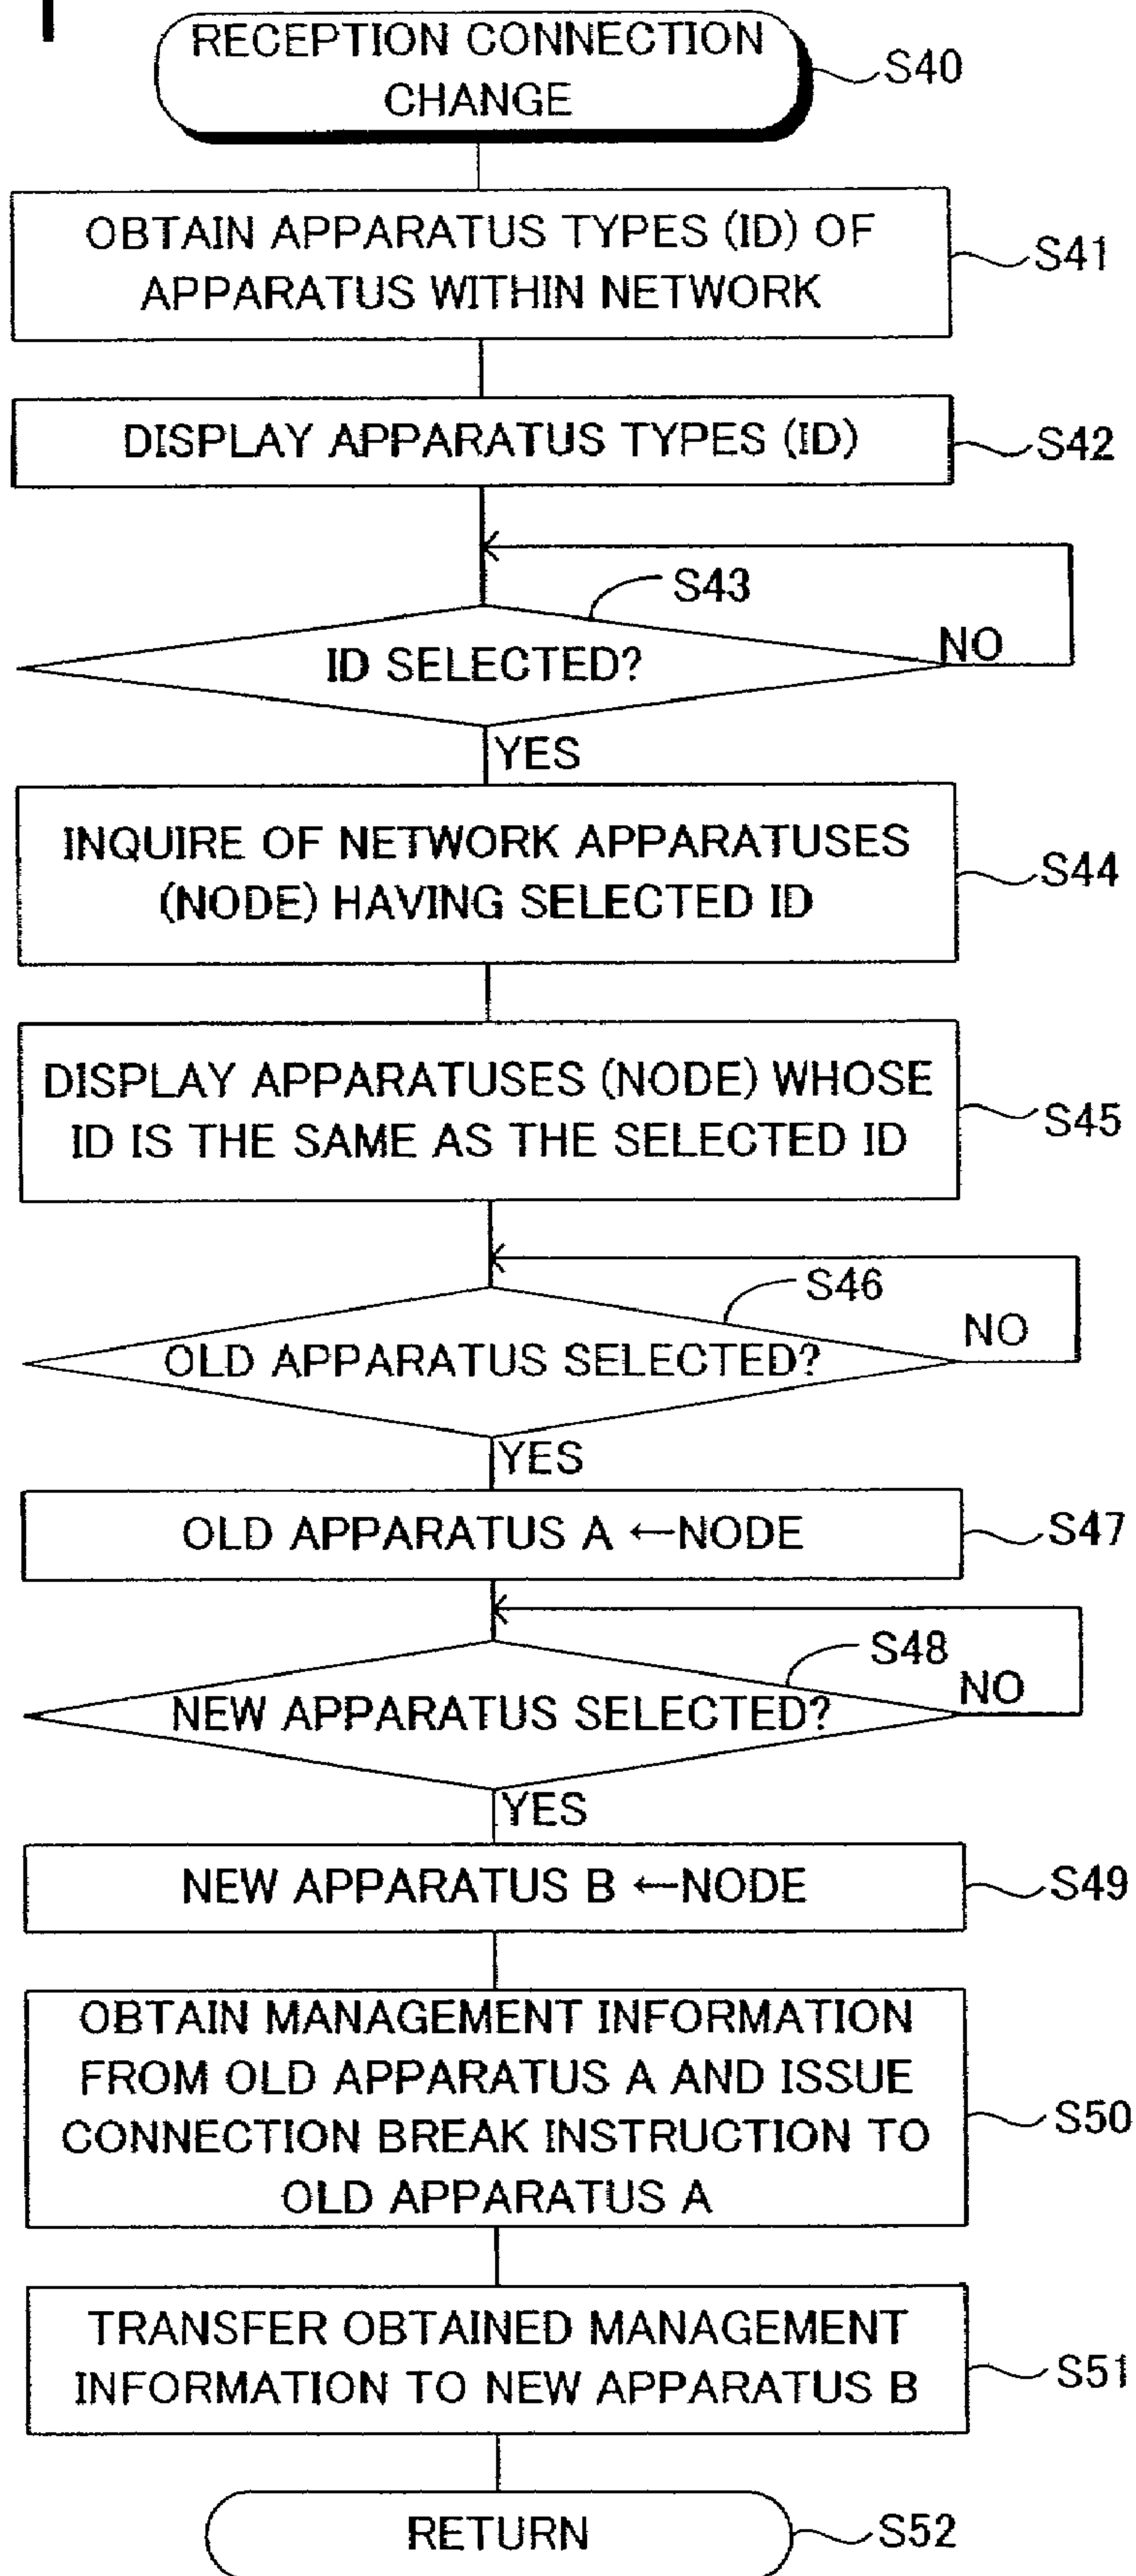 RECEPTION CONNECTION
CHANGE
S40
OBTAIN APPARATUS TYPES (ID) OF
APPARATUS WITHIN NETWORK
S41
DISPLAY APPARATUS TYPES (ID)
S42
S43
ID SELECTED?
NO
YES
INQUIRE OF NETWORK APPARATUSES
(NODE) HAVING SELECTED ID
S44
DISPLAY APPARATUSES (NODE) WHOSE
ID IS THE SAME AS THE SELECTED ID
S45
S46
OLD APPARATUS SELECTED?
NO
YES
OLD APPARATUS A ←NODE
S47
S48
NEW APPARATUS SELECTED?
NO
YES
NEW APPARATUS B ←NODE
S49
OBTAIN MANAGEMENT INFORMATION
FROM OLD APPARATUS A AND ISSUE
CONNECTION BREAK INSTRUCTION TO
OLD APPARATUS A
S50
TRANSFER OBTAINED MANAGEMENT
INFORMATION TO NEW APPARATUS B
S51
RETURN
S52